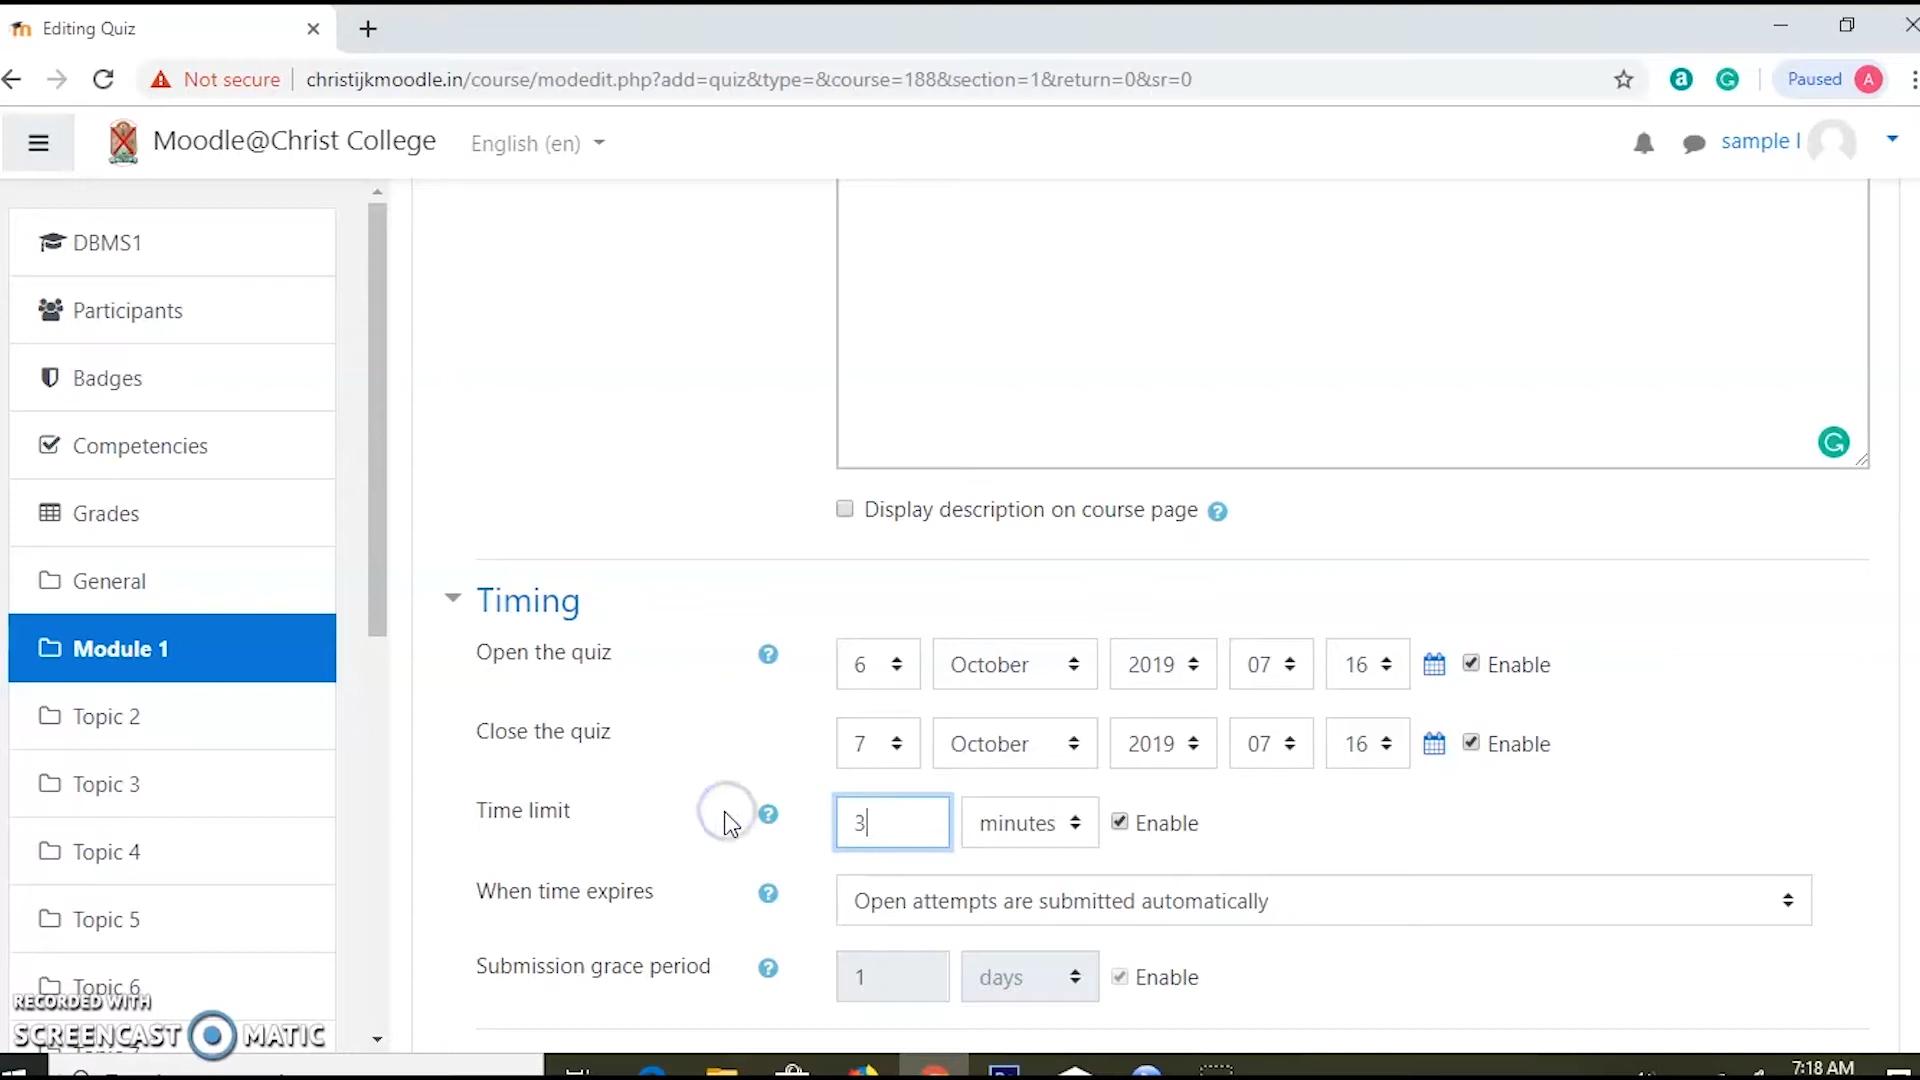 Editing Quiz
Not secure
christijkmoodle.in/course/modedit.php?add=quiz&type=&course=188&section=1&return=0&sr=0
Paused
A
Moodle@Christ College
English (en)
sample l
DBMS1
Participants
Badges
Competencies
Grades
General
Module 1
Topic 2
Topic 3
Topic 4
Topic 5
Topic 6
Display description on course page
Timing
Open the quiz
6 October 2019 07 16 Enable
Close the quiz
7 October 2019 07 16 Enable
Time limit
3 minutes Enable
When time expires
Open attempts are submitted automatically
Submission grace period
1 days Enable
RECORDED WITH
SCREENCAST MATIC
7:18 AM